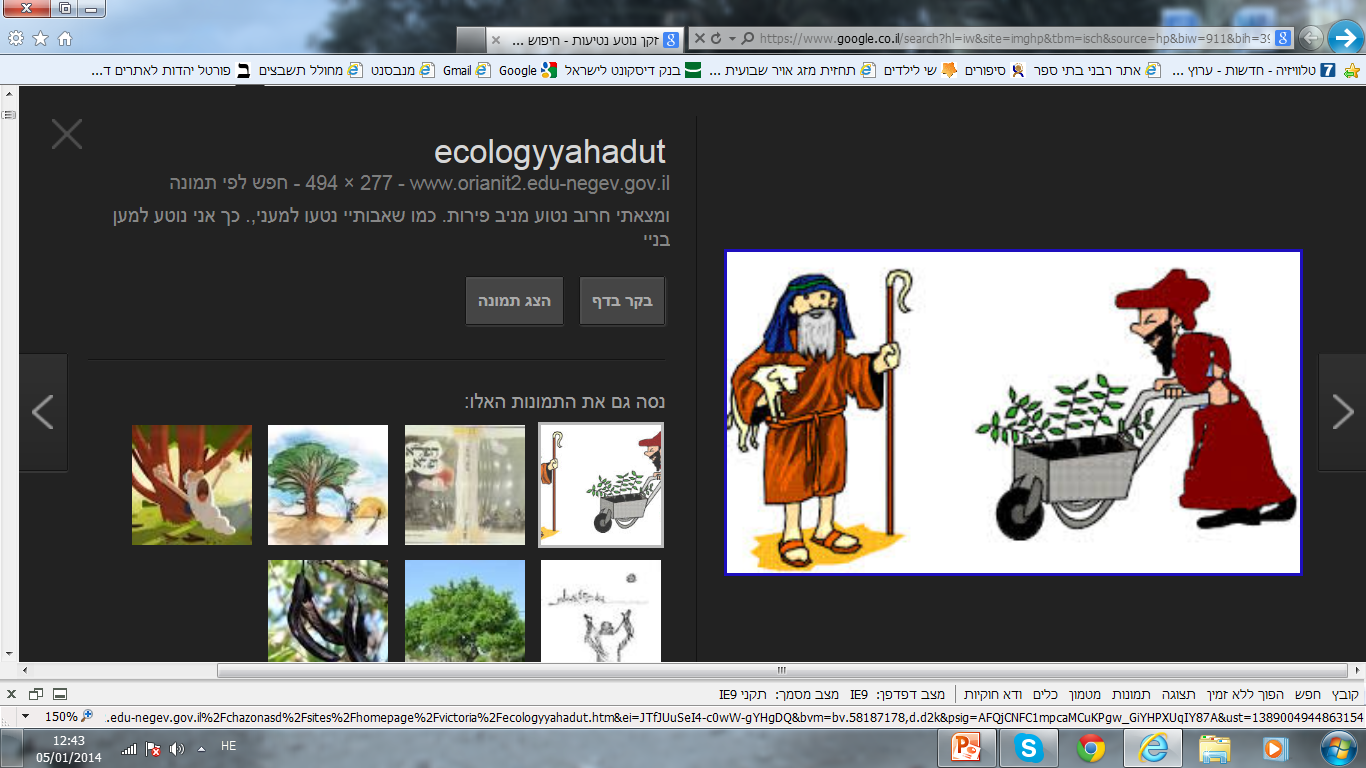 זקן נוטע נטיעות - חיפוש ...
https://www.google.co.il/search?hl=iw&site=imghp&tbm=isch&source=hp&biw=911&bih=39
טלוויזיה - חדשות - ערוץ ...
אתר רבני בתי ספר
סיפורים
שי לילדים
תחזית מזג אויר שבועית ...
בנק דיסקונט לישראל
Google
Gmail
מנבסנט
מחולל תשבצים
פורטל יהדות לאתרים ד...
ecologyyahadut
www.orianit2.edu-negev.gov.il - 494 × 277 - חפש לפי תמונה
ומצאתי חרוב נטוע מניב פירות. כמו שאבותיי נטעו למעני,. כך אני נוטע למען
בניי
בקר בדף
הצג תמונה
נסה גם את התמונות האלו:
קובץ חפש הפוך ללא זמין תצוגה תמונות מטמון כלים ודא חוקיות מצב דפדפן: IE9 מצב מסמך: תקני IE9
150%
.edu-negev.gov.il%2Fchazonasd%2Fsites%2Fhomepage%2Fvictoria%2Fecologyyahadut.htm&ei=JTfJUuSeI4-c0wW-gYHgDQ&bvm=bv.58187178,d.d2k&psig=AFQjCNFC1mpcaMCuKPgw_GiYHPXUqIY87A&ust=1389004944863154
HE
12:43
05/01/2014